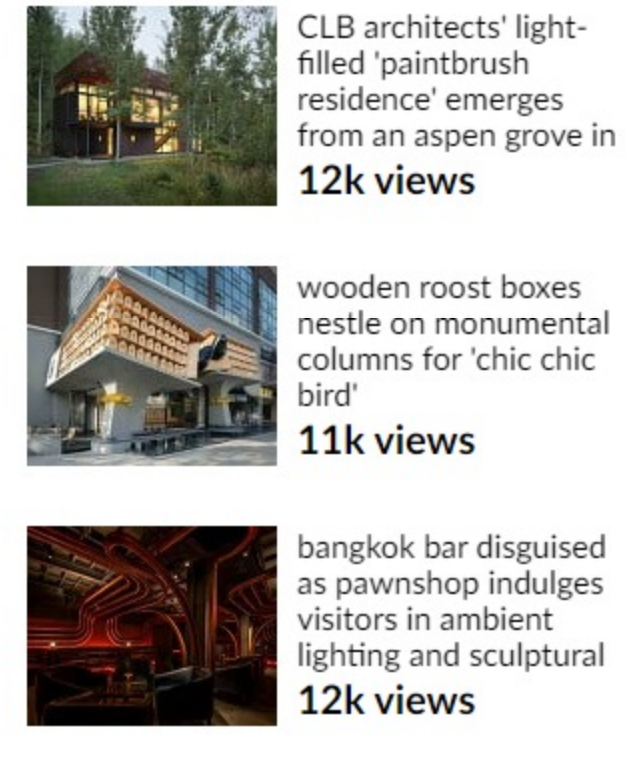 CLB architects' light-
filled 'paintbrush
residence' emerges
from an aspen grove in
12k views
wooden roost boxes
nestle on monumental
columns for 'chic chic
bird'
11k views
bangkok bar disguised
as pawnshop indulges
visitors in ambient
lighting and sculptural
12k views